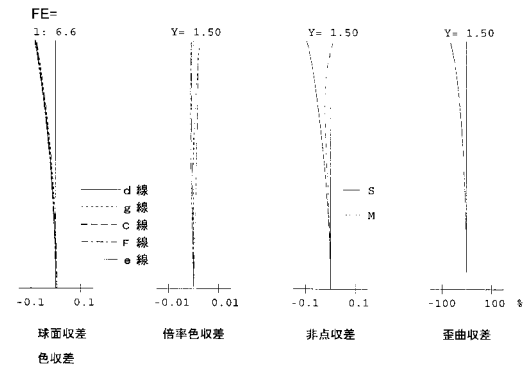 FE=
1: 6.6
Y= 1.50
Y= 1.50
Y= 1.50
d 線
g 線
C 線
F 線
e 線
S
M
-0.1 0.1
-0.01 0.01
-0.1 0.1
-100 100 %
球面収差
色収差
倍率色収差
非点収差
歪曲収差